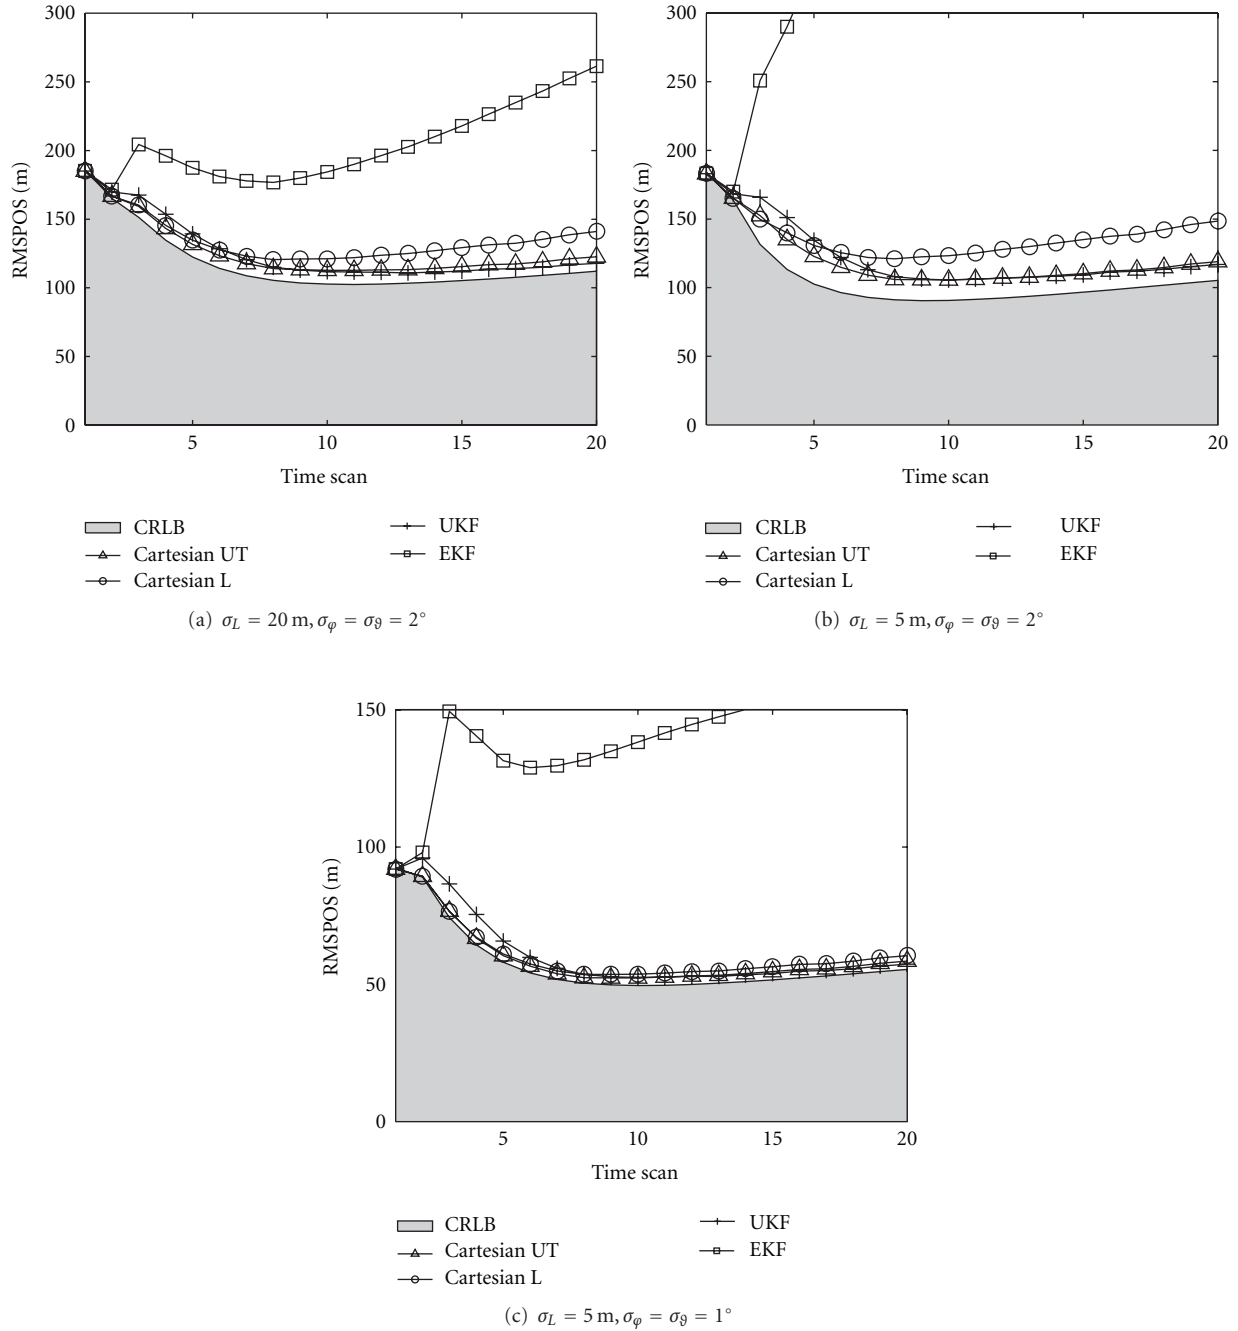 300
250
200
150
100
50
0
RMSPOS (m)
5 10 15 20
Time scan
CRLB
Cartesian UT
Cartesian L
UKF
EKF
(a) σL = 20 m, σφ = σϑ = 2°
300
250
200
150
100
50
0
RMSPOS (m)
5 10 15 20
Time scan
CRLB
Cartesian UT
Cartesian L
UKF
EKF
(b) σL = 5 m, σφ = σϑ = 2°
150
100
50
0
RMSPOS (m)
5 10 15 20
Time scan
CRLB
Cartesian UT
Cartesian L
UKF
EKF
(c) σL = 5 m, σφ = σϑ = 1°